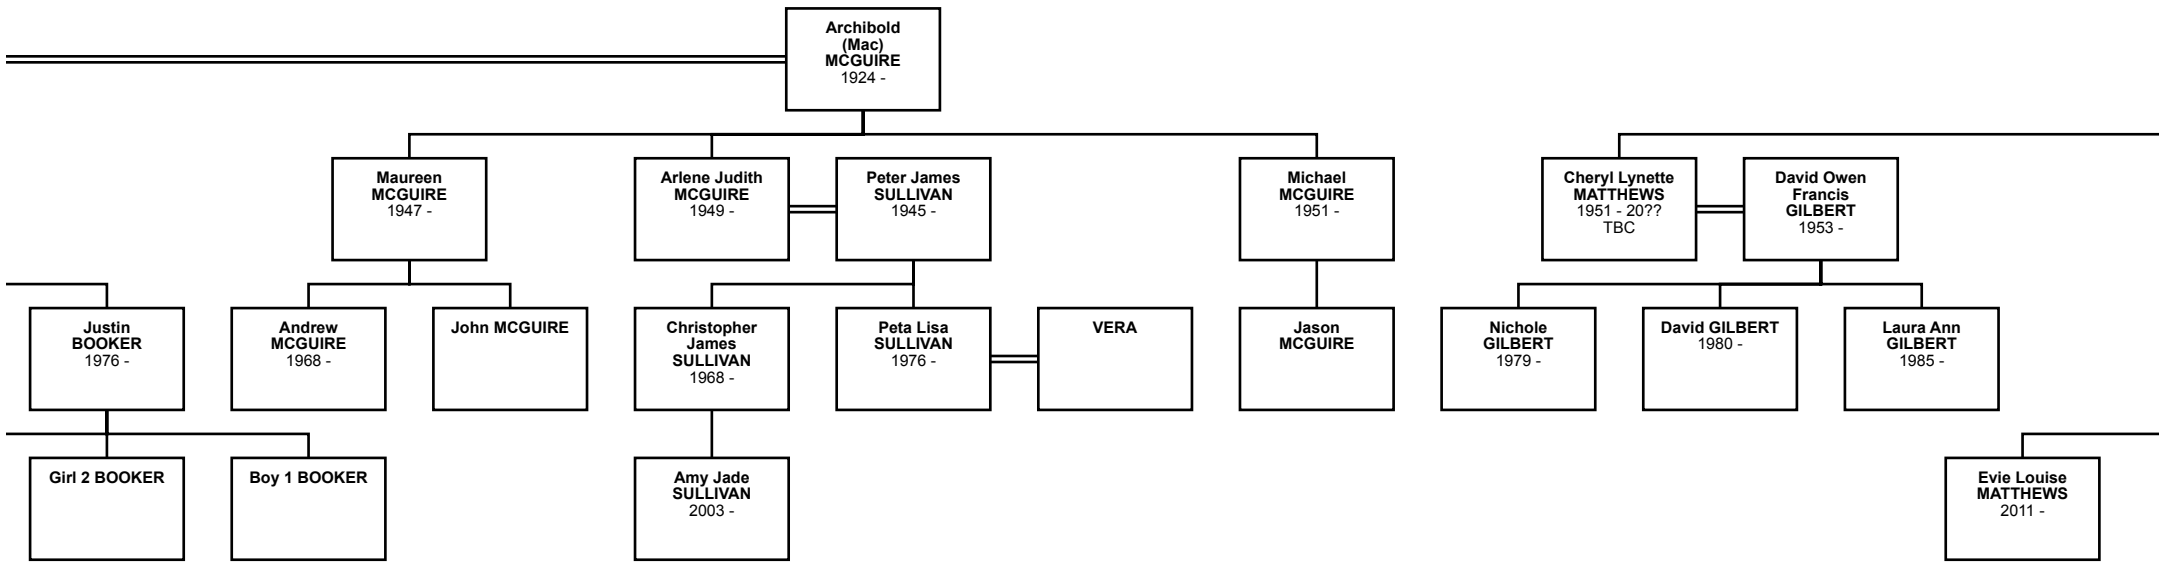 Archibold
(Mac)
MCGUIRE
1924 -
Maureen
MCGUIRE
1947 -
Arlene Judith
MCGUIRE
1949 -
Peter James
SULLIVAN
1945 -
Michael
MCGUIRE
1951 -
Cheryl Lynette
MATTHEWS
1951 - 20??
TBC
David Owen
Francis
GILBERT
1953 -
Justin
BOOKER
1976 -
Andrew
MCGUIRE
1968 -
John MCGUIRE
Christopher
James
SULLIVAN
1968 -
Peta Lisa
SULLIVAN
1976 -
VERA
Jason
MCGUIRE
Nichole
GILBERT
1979 -
David GILBERT
1980 -
Laura Ann
GILBERT
1985 -
Girl 2 BOOKER
Boy 1 BOOKER
Amy Jade
SULLIVAN
2003 -
Evie Louise
MATTHEWS
2011 -